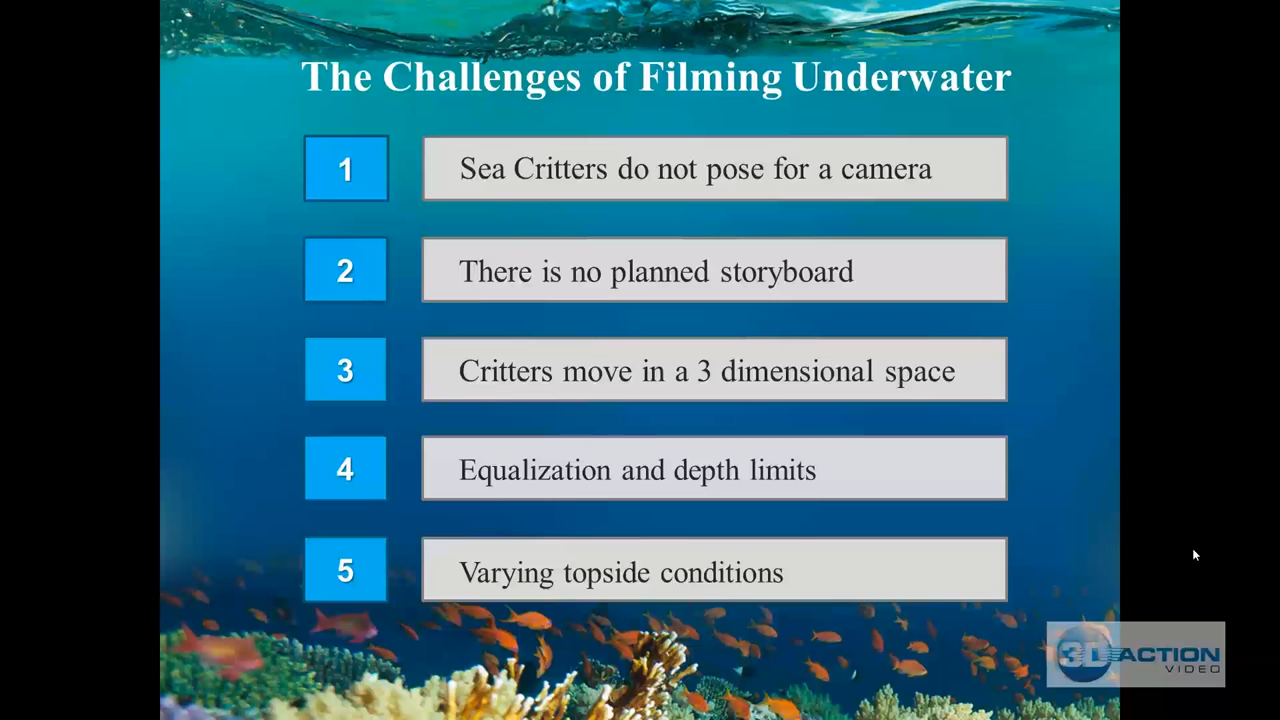 The Challenges of Filming Underwater
1 Sea Critters do not pose for a camera
2 There is no planned storyboard
3 Critters move in a 3 dimensional space
4 Equalization and depth limits
5 Varying topside conditions
3D ACTION
VIDEO